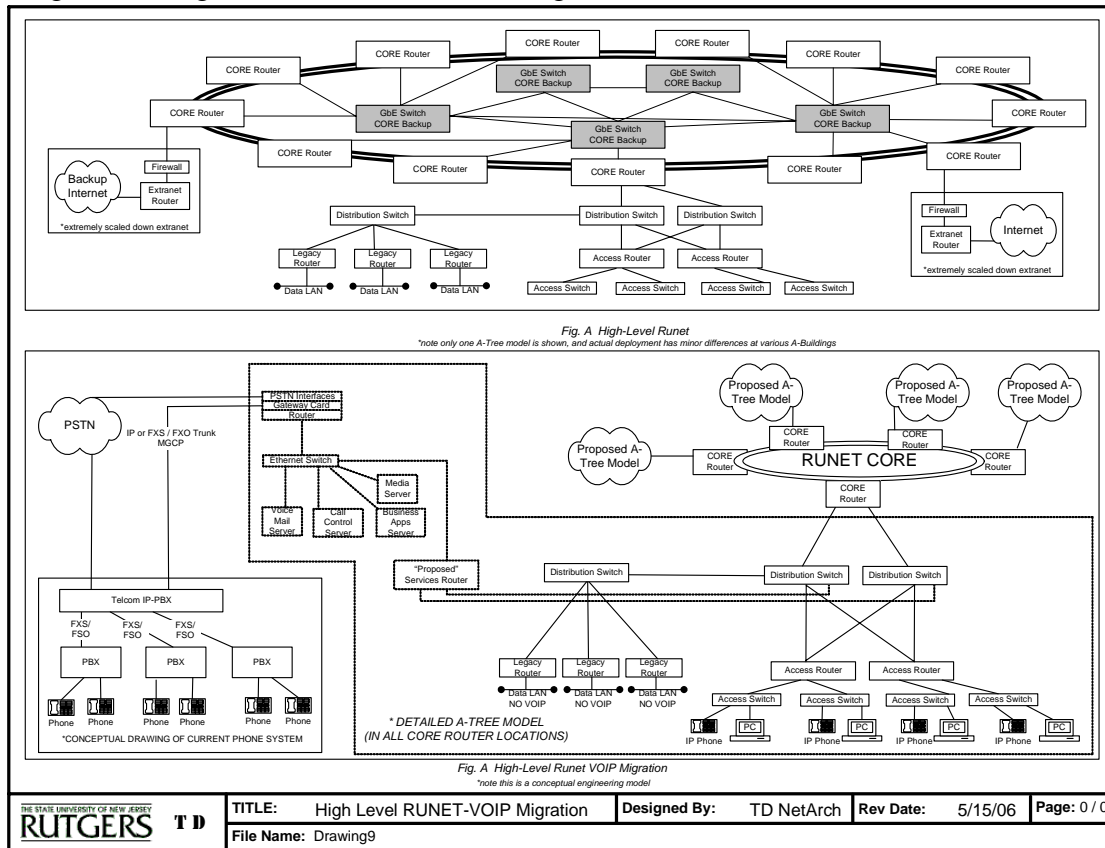 CORE Router
CORE Router
CORE Router
CORE Router
CORE Router
CORE Router
CORE Router
CORE Router
GbE Switch
CORE Backup
GbE Switch
CORE Backup
GbE Switch
CORE Backup
GbE Switch
CORE Backup
GbE Switch
CORE Backup
CORE Router
CORE Router
CORE Router
CORE Router
CORE Router
CORE Router
Backup
Internet
Firewall
Extranet
Router
*extremely scaled down extranet
Firewall
Extranet
Router
Internet
*extremely scaled down extranet
Distribution Switch
Distribution Switch
Distribution Switch
Legacy
Router
Legacy
Router
Legacy
Router
Data LAN
Data LAN
Data LAN
Access Router
Access Router
Access Switch
Access Switch
Access Switch
Access Switch
Fig. A High-Level Runet
*note only one A-Tree model is shown, and actual deployment has minor differences at various A-Buildings
PSTN
IP or FXS / FXO Trunk
MGCP
PSTN Interfaces
Gateway Card
Router
Ethernet Switch
Media
Server
Voice
Mail
Server
Call
Control
Server
Business
Apps
Server
"Proposed"
Services Router
Proposed A-
Tree Model
Proposed A-
Tree Model
Proposed A-
Tree Model
Proposed A-
Tree Model
CORE
Router
CORE
Router
CORE
Router
CORE
Router
RUNET CORE
CORE
Router
Distribution Switch
Distribution Switch
Distribution Switch
Telcom IP-PBX
FXS/
FSO
FXS/
FSO
FXS/
FSO
PBX
PBX
PBX
Phone
Phone
Phone
Phone
Phone
Phone
*CONCEPTUAL DRAWING OF CURRENT PHONE SYSTEM
Legacy
Router
Legacy
Router
Legacy
Router
Data LAN
NO VOIP
Data LAN
NO VOIP
Data LAN
NO VOIP
* DETAILED A-TREE MODEL
(IN ALL CORE ROUTER LOCATIONS)
Access Router
Access Router
Access Switch
Access Switch
Access Switch
Access Switch
IP Phone
PC
IP Phone
PC
IP Phone
PC
IP Phone
PC
Fig. A High-Level Runet VOIP Migration
*note this is a conceptual engineering model
THE STATE UNIVERSITY OF NEW JERSEY
RUTGERS
T D
TITLE: High Level RUNET-VOIP Migration
Designed By: TD NetArch
Rev Date: 5/15/06
Page: 0 / 0
File Name: Drawing9